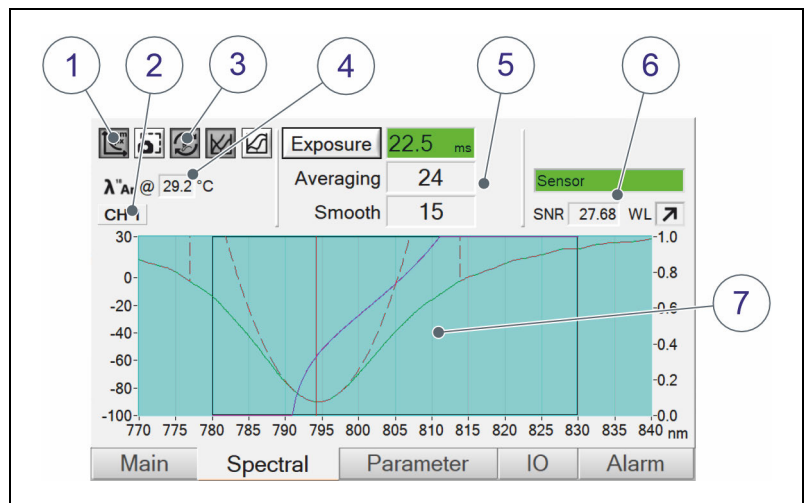 1 2 3 4 5 6
7
Exposure 22.5 ms
Averaging 24
Smooth 15
Ar @ 29.2 °C
CH
Sensor
SNR 27.68 WL
30
0
-20
-40
-60
-80
-100
1.0
0.8
0.6
0.4
0.2
0.0
770 775 780 785 790 795 800 805 810 815 820 825 830 835 840 nm
Main Spectral Parameter IO Alarm